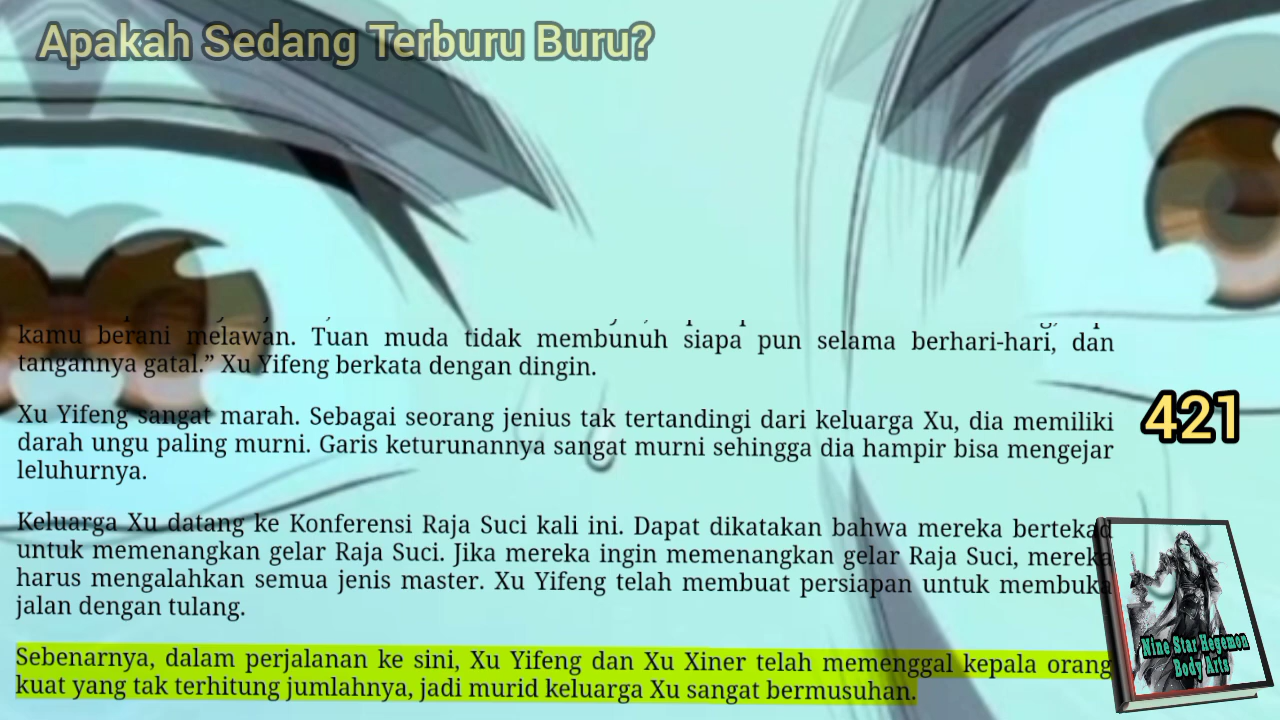 Apakah Sedang Terburu Buru?
kamu berani melawan. Tuan muda tidak membunuh siapa pun selama berhari-hari, dan
tangannya gatal.” Xu Yifeng berkata dengan dingin.
Xu Yifeng sangat marah. Sebagai seorang jenius tak tertandingi dari keluarga Xu, dia memiliki
darah ungu paling murni. Garis keturunannya sangat murni sehingga dia hampir bisa mengejar
leluhurnya.
Keluarga Xu datang ke Konferensi Raja Suci kali ini. Dapat dikatakan bahwa mereka bertekad
untuk memenangkan gelar Raja Suci. Jika mereka ingin memenangkan gelar Raja Suci, mereka
harus mengalahkan semua jenis master. Xu Yifeng telah membuat persiapan untuk membuka
jalan dengan tulang.
Sebenarnya, dalam perjalanan ke sini, Xu Yifeng dan Xu Xiner telah memenggal kepala orang
kuat yang tak terhitung jumlahnya, jadi murid keluarga Xu sangat bermusuhan.
421
Nine Star Hegemon
Body Arts